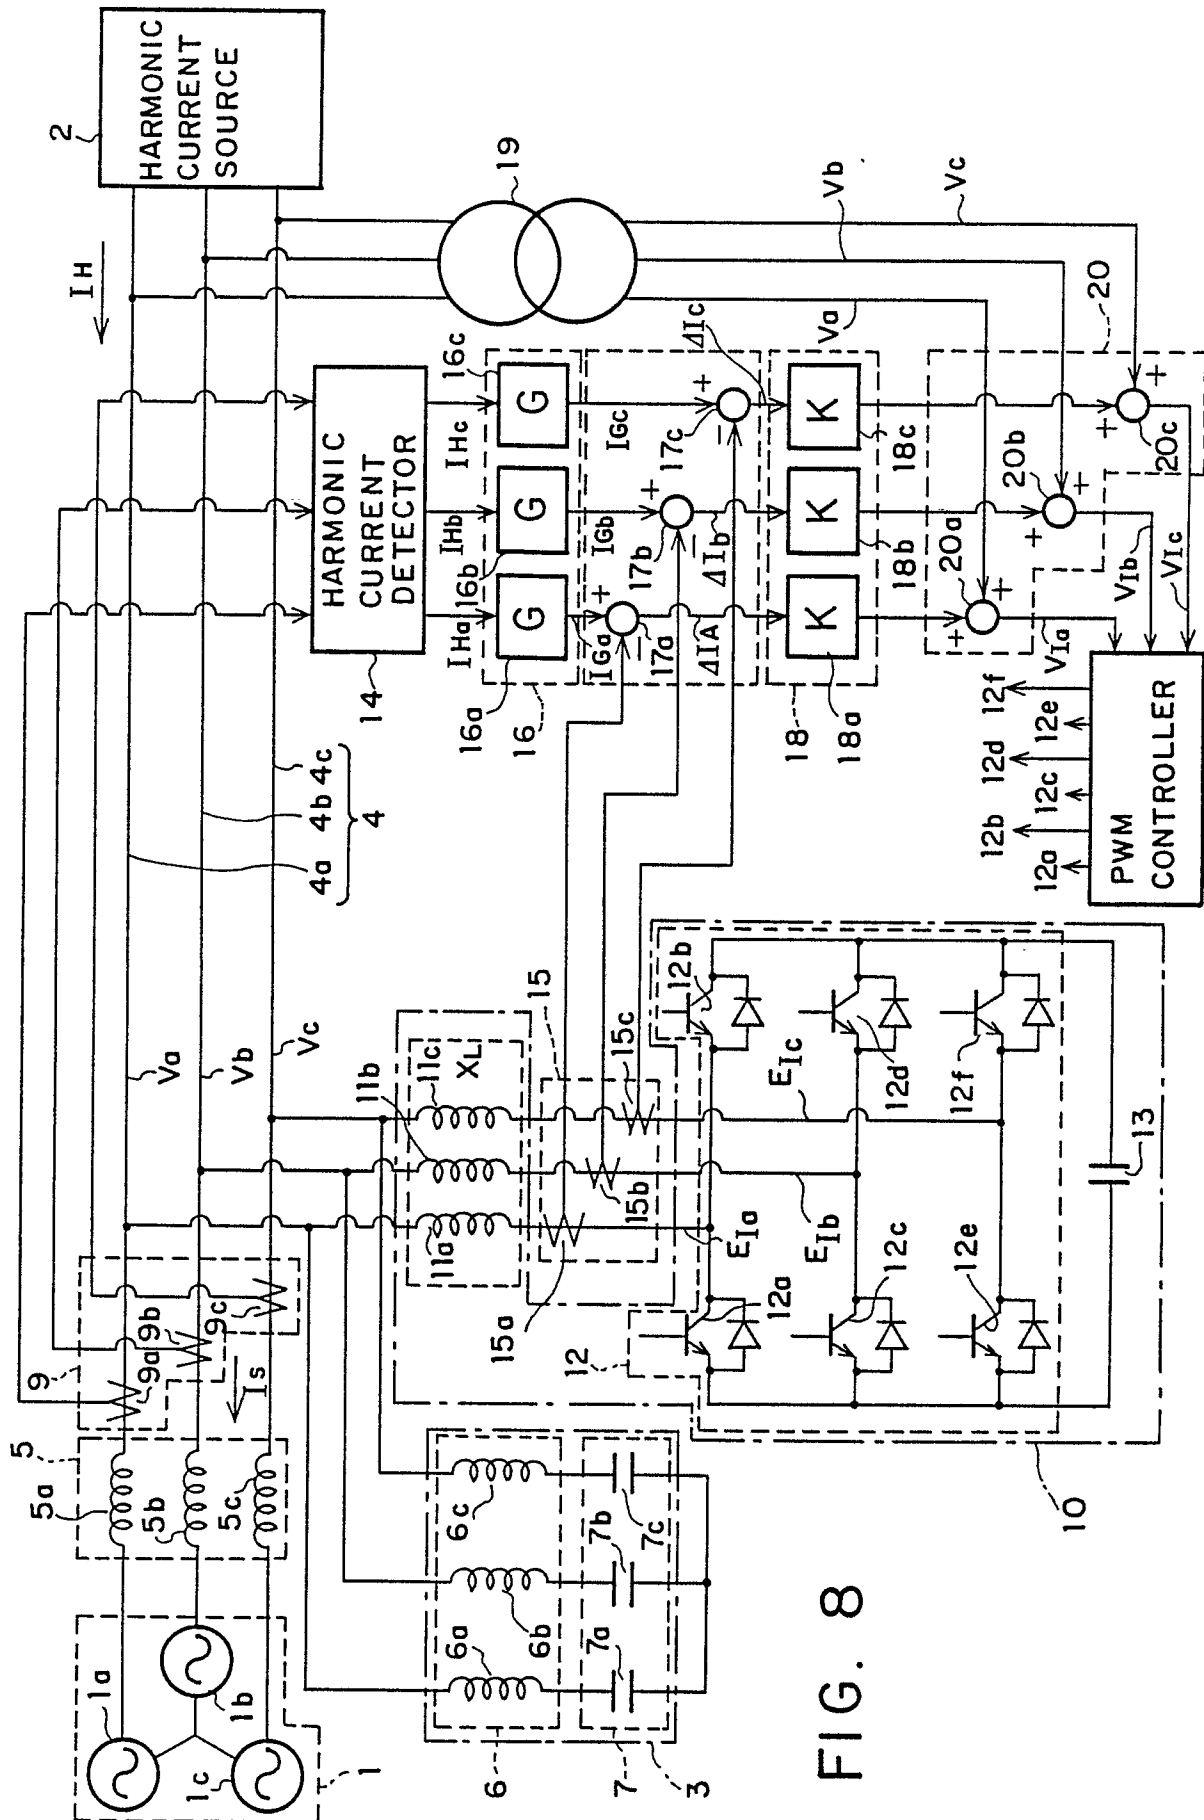 1a
1b
1c
1
5
5a
5b
5c
9
9a
9b
9c
Is
Va
Vb
Vc
4a 4b 4c
4
IH
2
HARMONIC
CURRENT
SOURCE
19
Va
Vb
Vc
HARMONIC
CURRENT
DETECTOR
14
IHa
IHb
IHc
16a
16b
16c
16
G
G
G
IGa
IGb
IGc
+
+
+
−
−
−
17a
17b
17c
ΔIA
ΔIb
ΔIc
18
K
K
K
18a
18b
18c
20
20a
20b
20c
+
+
+
+
+
+
VIa
VIb
VIc
PWM
CONTROLLER
12a
12b
12c
12d
12e
12f
6
6a
6b
6c
7
7a
7b
7c
3
11a
11b
11c
XL
15
15a
15b
15c
EIa
EIb
EIc
12
12a
12b
12c
12d
12e
12f
13
10
FIG. 8